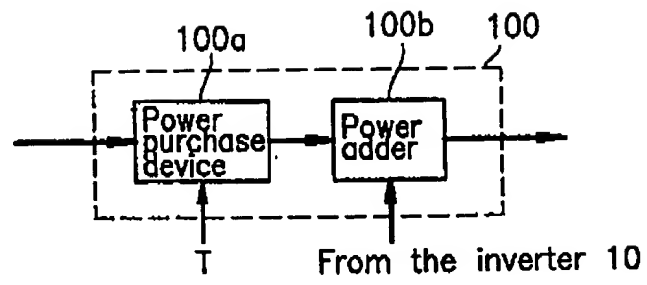 100a
100b
100
Power
purchase
device
Power
adder
T
From the inverter 10